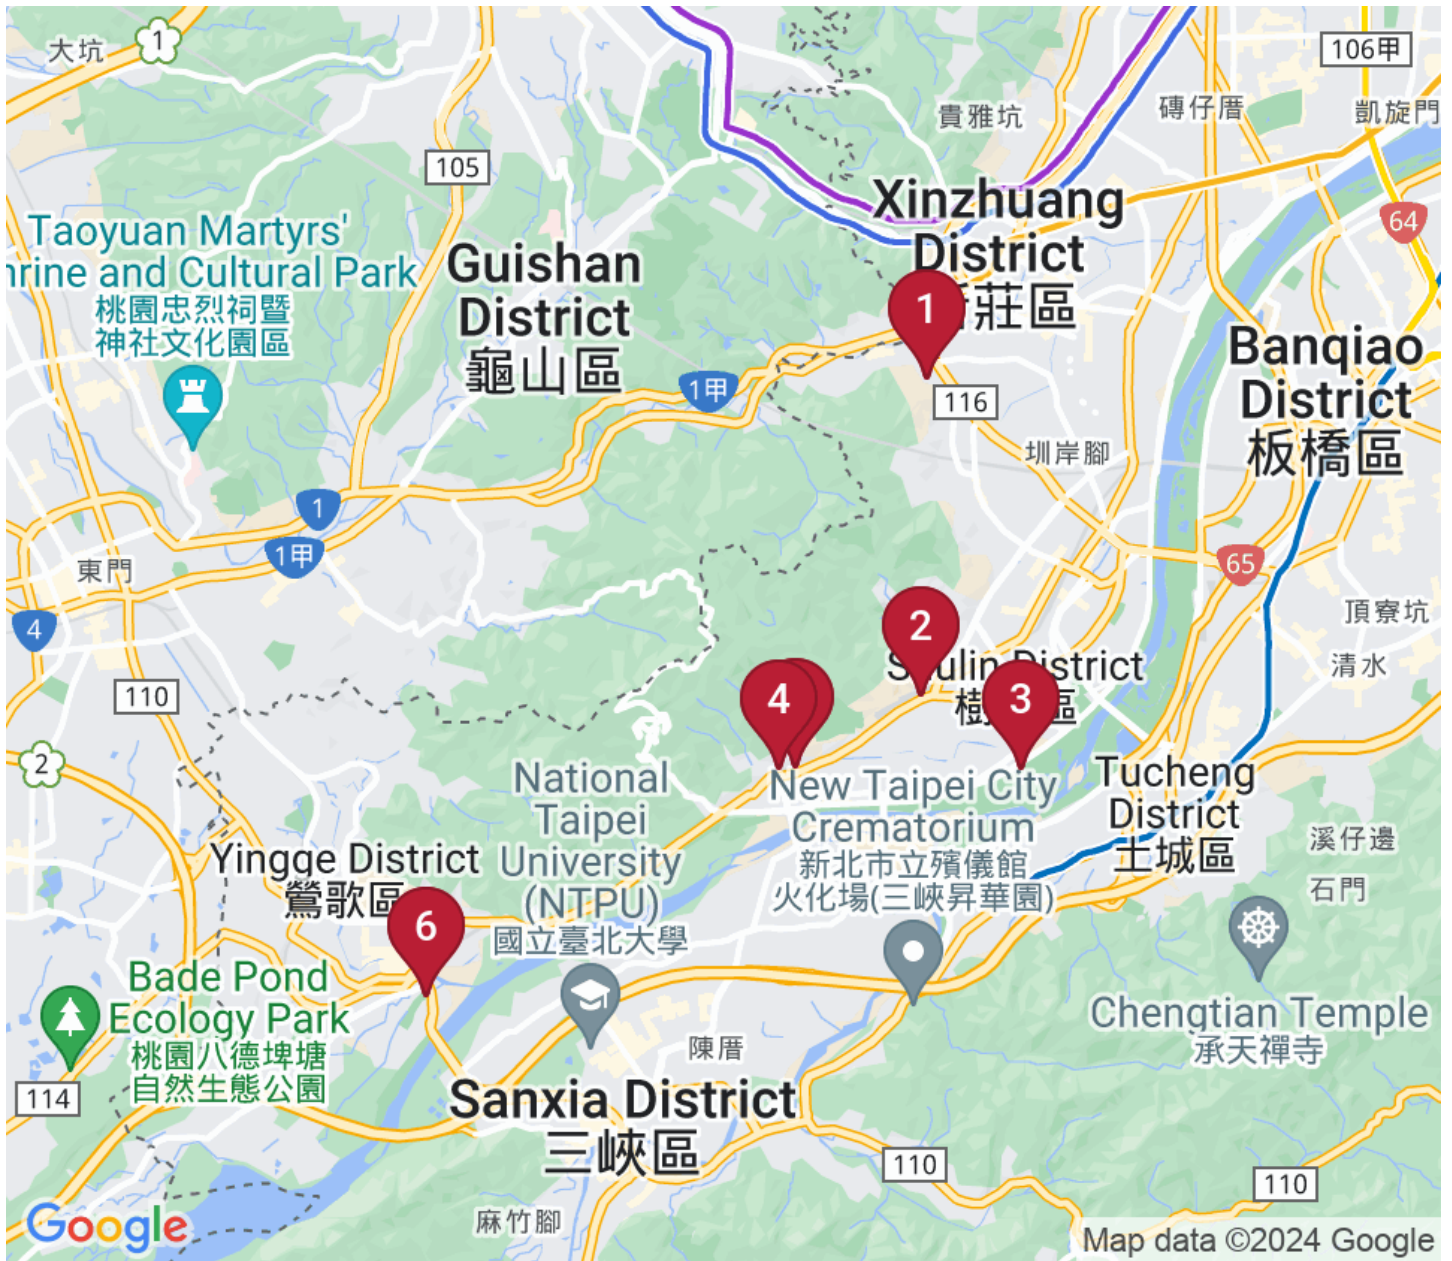 大坑
1
106甲
貴雅坑
磚仔厝
凱旋門
105
Xinzhuang
District
莊區
64
Taoyuan Martyrs'
hrine and Cultural Park
桃園忠烈祠暨
神社文化園區
Guishan
District
龜山區
1
Banqiao
District
板橋區
1甲
116
圳岸腳
1
1甲
東門
65
4
頂寮坑
清水
2
District
樹
區
110
4
3
2
National
Taipei
University
(NTPU)
國立臺北大學
New Taipei City
Crematorium
新北市立殯儀館
火化場(三峽昇華園)
Tucheng
District
土城區
溪仔邊
石門
Yingge District
鶯歌區
6
Bade Pond
Ecology Park
桃園八德埤塘
自然生態公園
Chengtian Temple
承天禪寺
陳厝
114
Sanxia District
三峽區
110
110
麻竹腳
Google
Map data ©2024 Google